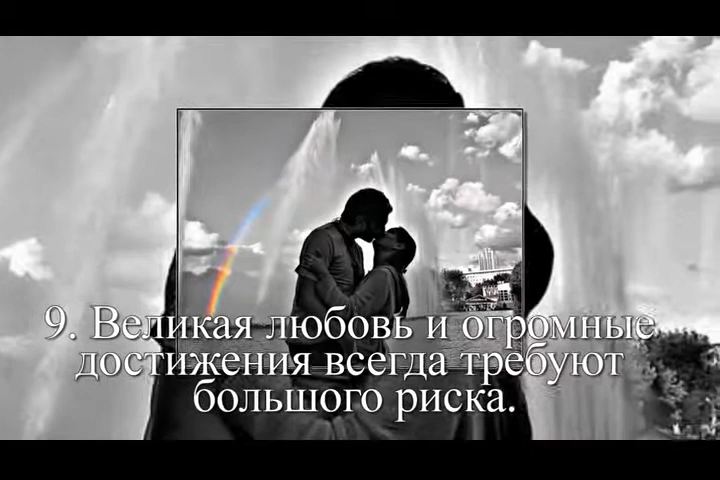 9. Великая любовь и огромные
достижения всегда требуют
большого риска.